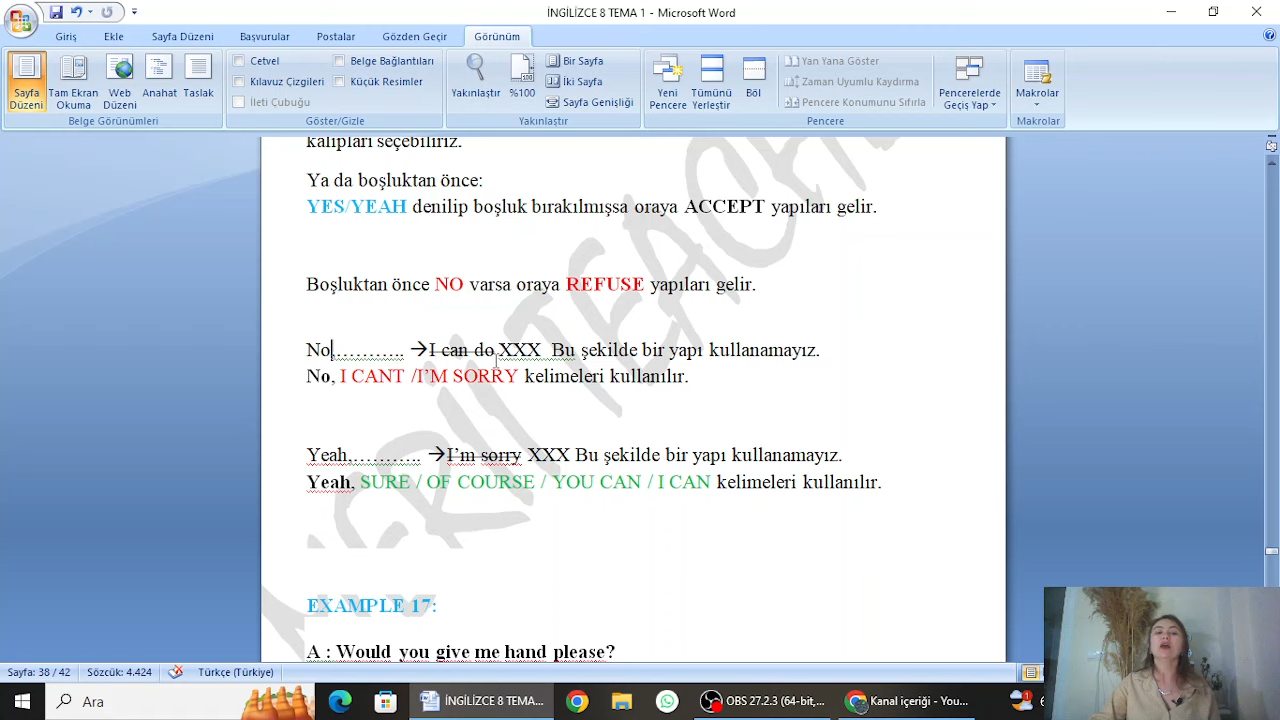 İNGİLİZCE 8 TEMA 1 - Microsoft Word
Giriş Ekle Sayfa Düzeni Başvurular Postalar Gözden Geçir Görünüm
Sayfa Düzeni
Tam Ekran Okuma
Web Düzeni
Anahat
Taslak
Belge Görünümleri
Cetvel
Kılavuz Çizgileri
İleti Çubuğu
Belge Bağlantıları
Küçük Resimler
Göster/Gizle
Yakınlaştır
%100
Bir Sayfa
İki Sayfa
Sayfa Genişliği
Yakınlaştır
Yeni Pencere
Tümünü Yerleştir
Böl
Yan Yana Göster
Zaman Uyumlu Kaydırma
Pencere Konumunu Sıfırla
Pencerelerde Geçiş Yap
Pencere
Makrolar
Makrolar
kalıpları seçebiliriz.
Ya da boşluktan önce:
YES/YEAH denilip boşluk bırakılmışsa oraya ACCEPT yapıları gelir.
Boşluktan önce NO varsa oraya REFUSE yapıları gelir.
No,……….. →I can do XXX Bu şekilde bir yapı kullanamayız.
No, I CANT /I’M SORRY kelimeleri kullanılır.
Yeah,……….. →I’m sorry XXX Bu şekilde bir yapı kullanamayız.
Yeah, SURE / OF COURSE / YOU CAN / I CAN kelimeleri kullanılır.
EXAMPLE 17:
A : Would you give me hand please?
Sayfa: 38 / 42 Sözcük: 4.424 Türkçe (Türkiye)
Ara
İNGİLİZCE 8 TEMA...
OBS 27.2.3 (64-bit,...
Kanal içeriği - You...